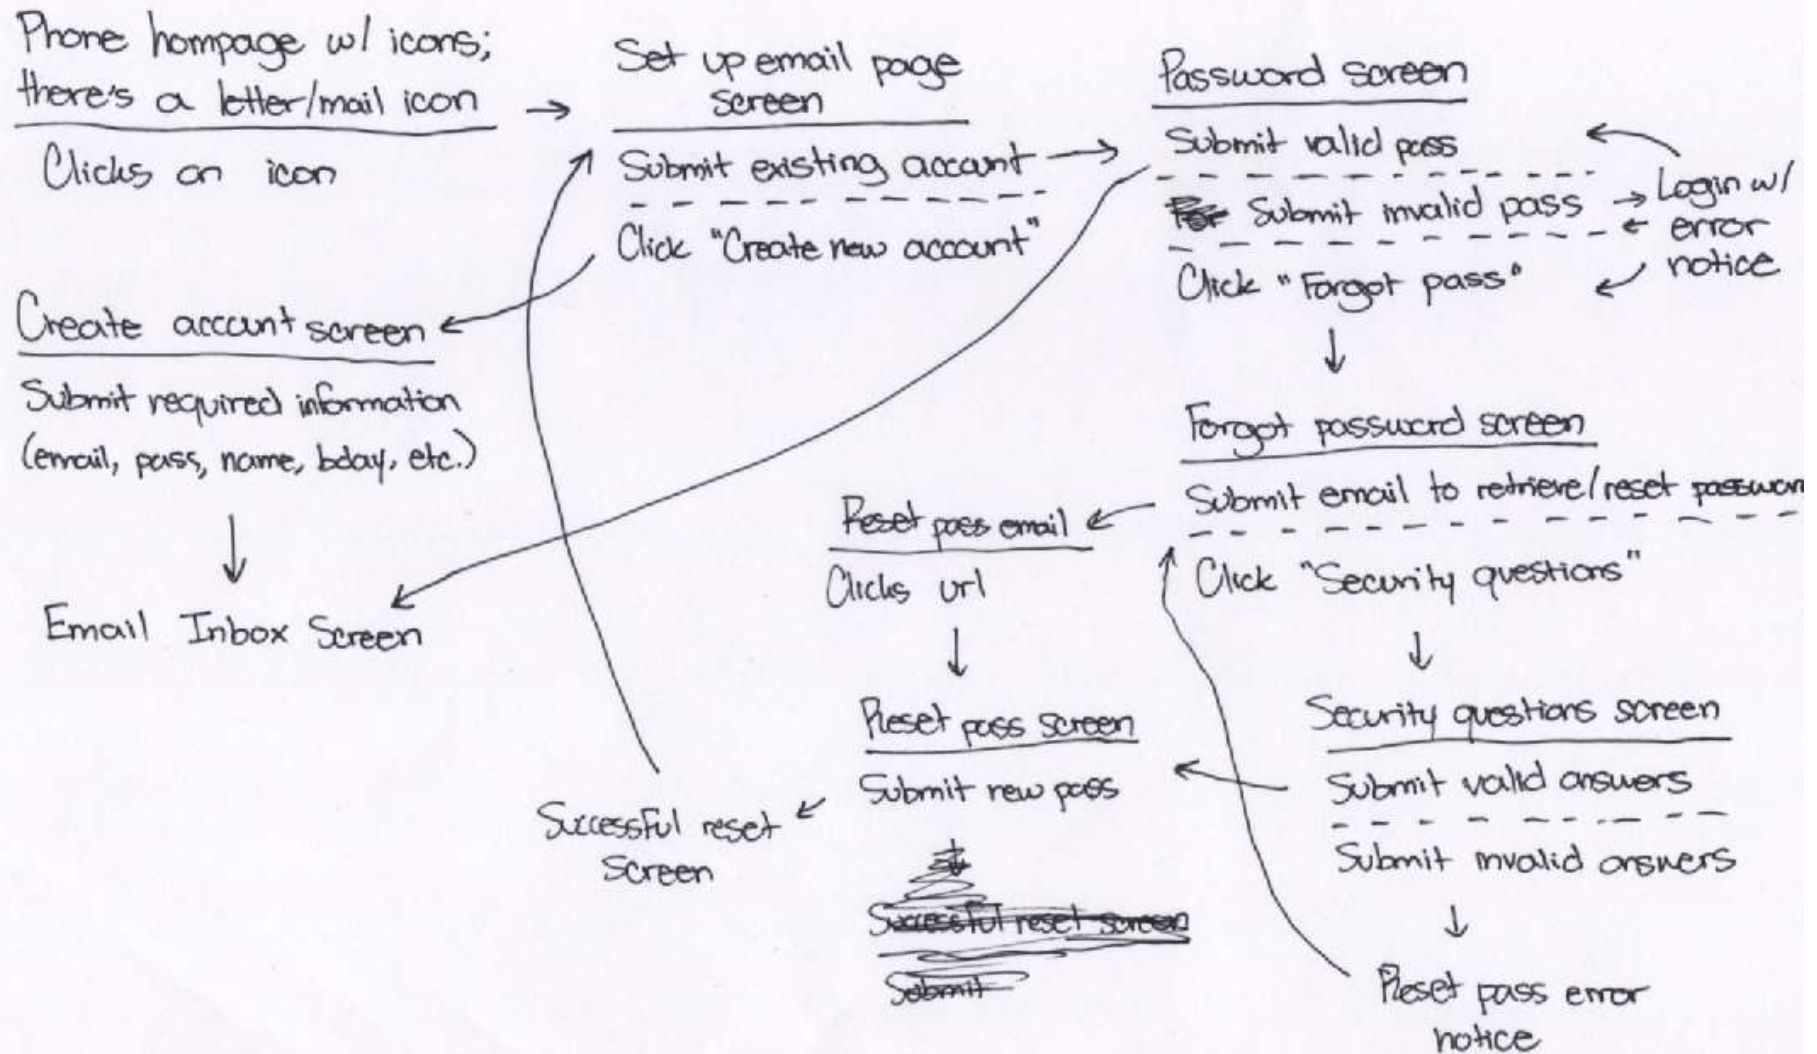 Phone hompage w/ icons;
there's a letter/mail icon
Clicks on icon
Set up email page
screen
Submit existing account
Click "Create new account"
Password screen
Submit valid pass
Submit invalid pass
Click "Forgot pass"
Login w/
error
notice
Create account screen
Submit required information
(email, pass, name, bday, etc.)
Email Inbox Screen
Forgot password screen
Submit email to retrieve/reset password
Click "Security questions"
Reset pass email
Clicks url
Reset pass screen
Submit new pass
Successful reset
screen
Successful reset screen
Submit
Security questions screen
Submit valid answers
Submit invalid answers
Reset pass error
notice